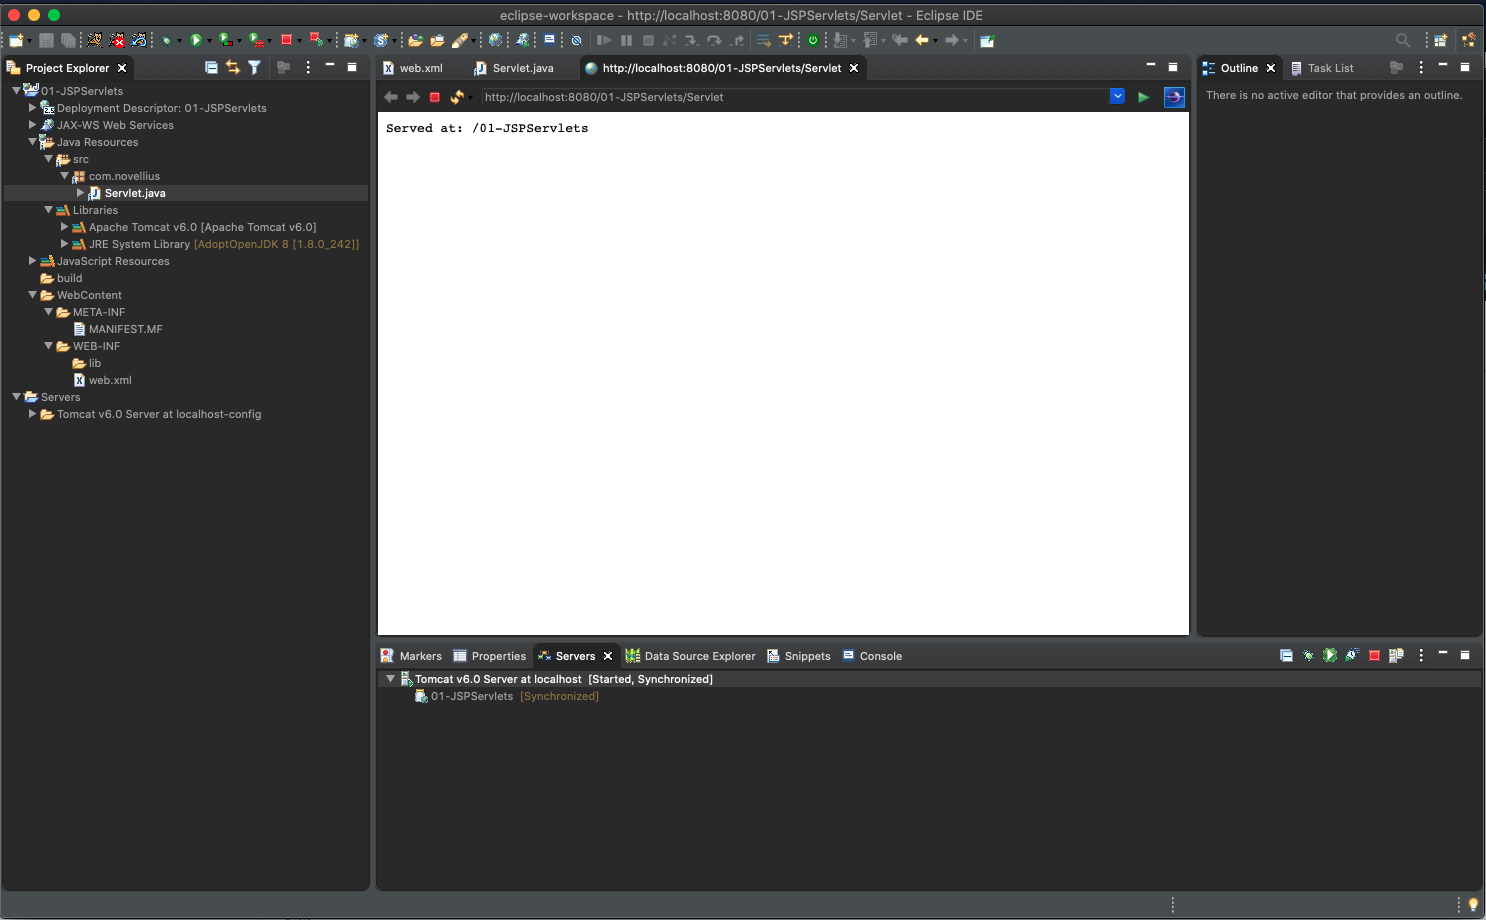 eclipse-workspace - http://localhost:8080/01-JSPServlets/Servlet - Eclipse IDE
Project Explorer
01-JSPServlets
Deployment Descriptor: 01-JSPServlets
JAX-WS Web Services
Java Resources
src
com.novellius
Servlet.java
Libraries
Apache Tomcat v6.0 [Apache Tomcat v6.0]
JRE System Library [AdoptOpenJDK 8 [1.8.0_242]]
JavaScript Resources
build
WebContent
META-INF
MANIFEST.MF
WEB-INF
lib
web.xml
Servers
Tomcat v6.0 Server at localhost-config
web.xml Servlet.java http://localhost:8080/01-JSPServlets/Servlet
http://localhost:8080/01-JSPServlets/Servlet
Served at: /01-JSPServlets
Outline Task List
There is no active editor that provides an outline.
Markers Properties Servers Data Source Explorer Snippets Console
Tomcat v6.0 Server at localhost [Started, Synchronized]
01-JSPServlets [Synchronized]